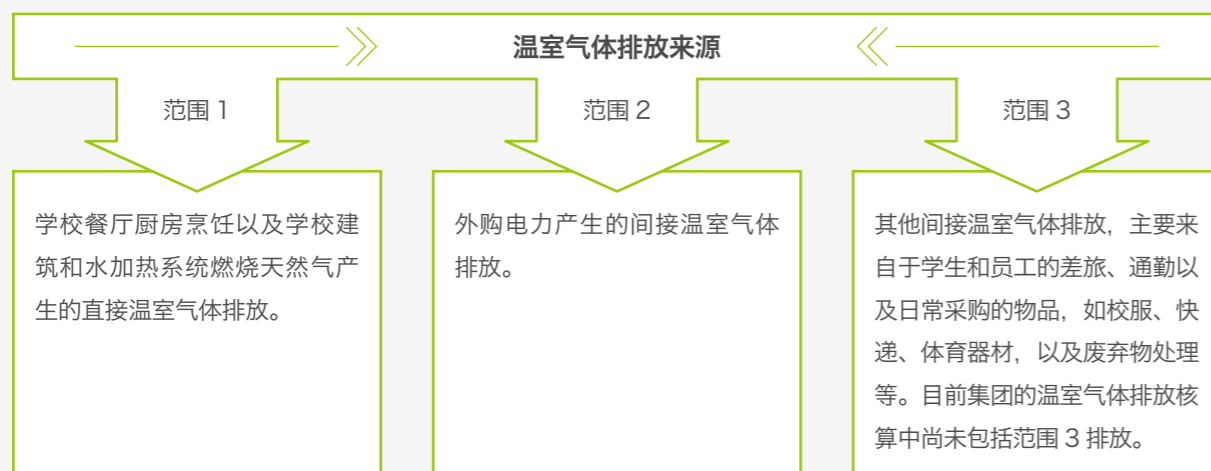 温室气体排放来源
范围 1
范围 2
范围 3
学校餐厅厨房烹饪以及学校建
筑和水加热系统燃烧天然气产
生的直接温室气体排放。
外购电力产生的间接温室气体
排放。
其他间接温室气体排放，主要来
自于学生和员工的差旅、通勤以
及日常采购的物品，如校服、快
递、体育器材，以及废弃物处理
等。目前集团的温室气体排放核
算中尚未包括范围 3 排放。